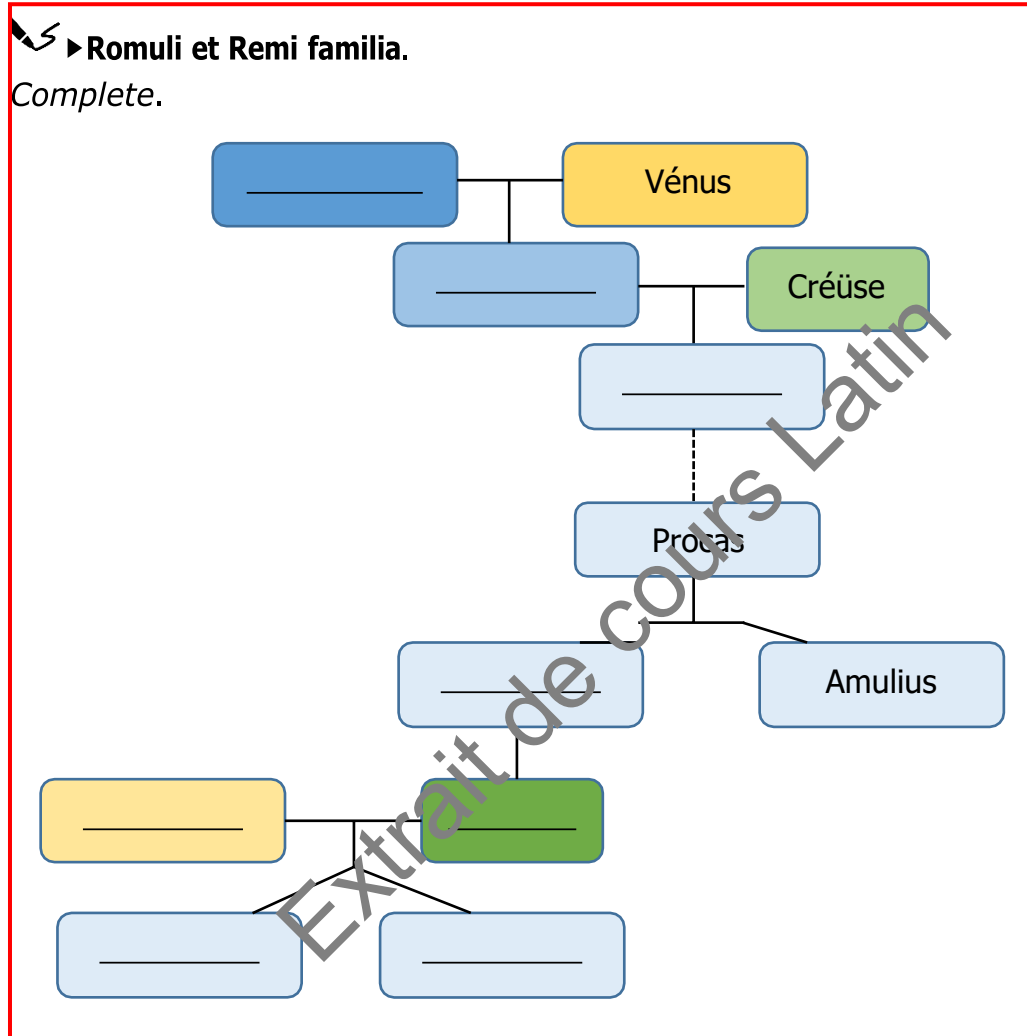 ▶Romuli et Remi familia.
Complete.
Vénus
Créüse
Procas
Amulius
Extrait de cours Latin